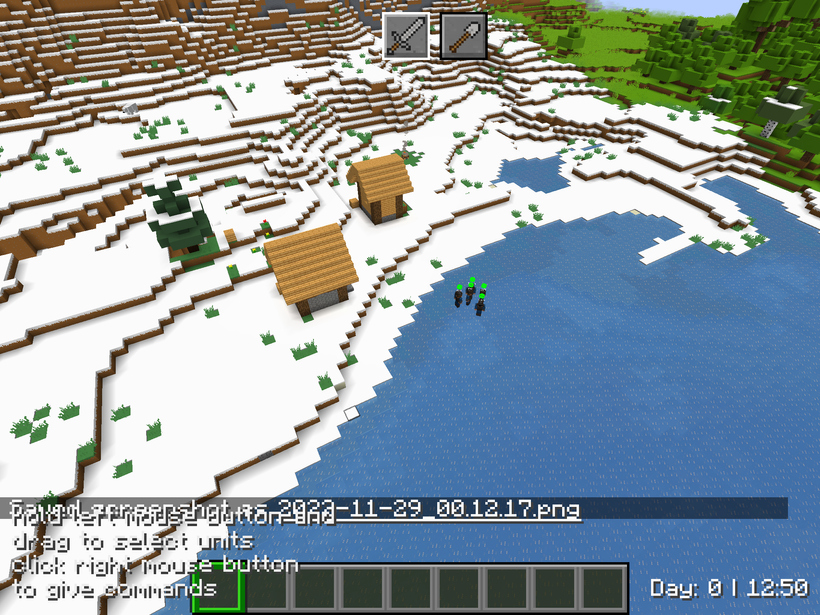 Saved screenshot as 2023-11-29_00.12.17.png
Hold left mouse button and
drag to select units
Click right mouse button
to give commands
Day: 0 | 12:50